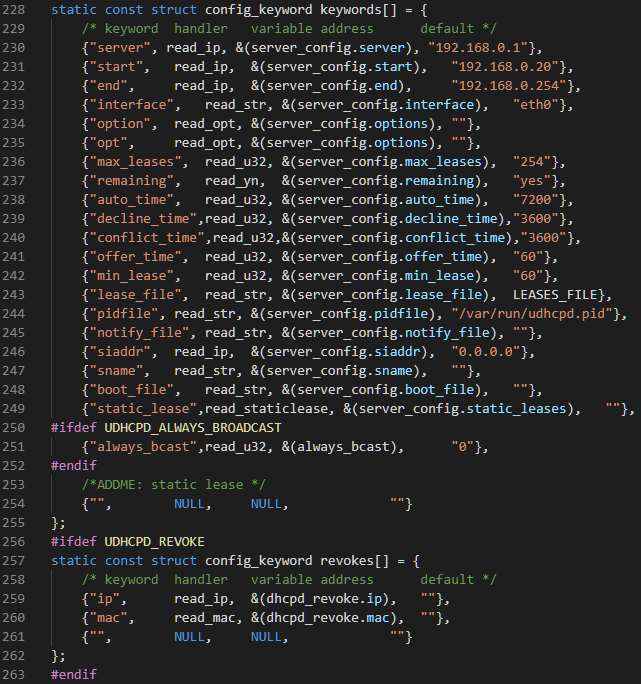 228 static const struct config_keyword keywords[] = {
229     /* keyword  handler   variable address      default */
230     {"server", read_ip, &(server_config.server), "192.168.0.1"},
231     {"start",   read_ip,  &(server_config.start),   "192.168.0.20"},
232     {"end",     read_ip,  &(server_config.end),     "192.168.0.254"},
233     {"interface",   read_str, &(server_config.interface),   "eth0"},
234     {"option",  read_opt, &(server_config.options), ""},
235     {"opt",     read_opt, &(server_config.options), ""},
236     {"max_leases",  read_u32, &(server_config.max_leases),  "254"},
237     {"remaining",   read_yn,  &(server_config.remaining),   "yes"},
238     {"auto_time",   read_u32, &(server_config.auto_time),   "7200"},
239     {"decline_time",read_u32, &(server_config.decline_time),"3600"},
240     {"conflict_time",read_u32,&(server_config.conflict_time),"3600"},
241     {"offer_time",  read_u32, &(server_config.offer_time),  "60"},
242     {"min_lease",   read_u32, &(server_config.min_lease),   "60"},
243     {"lease_file",  read_str, &(server_config.lease_file),  LEASES_FILE},
244     {"pidfile", read_str, &(server_config.pidfile), "/var/run/udhcpd.pid"},
245     {"notify_file", read_str, &(server_config.notify_file), ""},
246     {"siaddr",  read_ip,  &(server_config.siaddr),  "0.0.0.0"},
247     {"sname",   read_str, &(server_config.sname),   ""},
248     {"boot_file",   read_str, &(server_config.boot_file),   ""},
249     {"static_lease",read_staticlease, &(server_config.static_leases),   ""},
250 #ifdef UDHCPD_ALWAYS_BROADCAST
251     {"always_bcast",read_u32, &(always_bcast),      "0"},
252 #endif
253     /*ADDME: static lease */
254     {"",        NULL,     NULL,             ""}
255 };
256 #ifdef UDHCPD_REVOKE
257 static const struct config_keyword revokes[] = {
258     /* keyword  handler   variable address      default */
259     {"ip",      read_ip,  &(dhcpd_revoke.ip),   ""},
260     {"mac",     read_mac, &(dhcpd_revoke.mac),  ""},
261     {"",        NULL,     NULL,             ""}
262 };
263 #endif